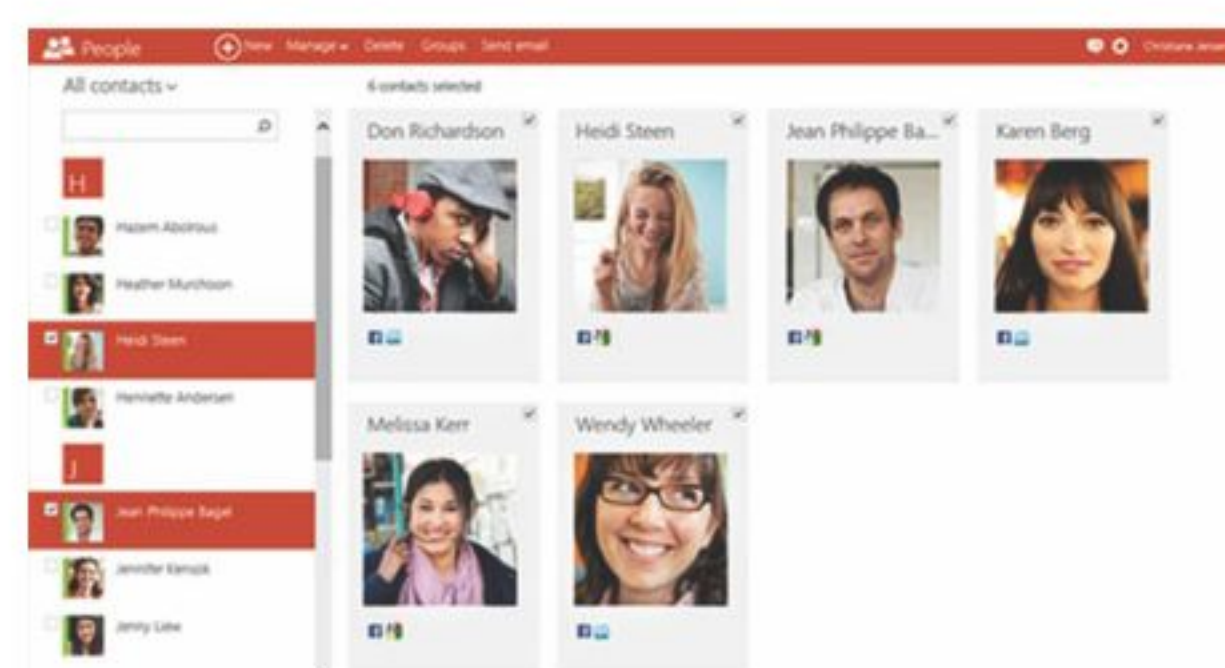 People
New Manage Delete Groups Send email
All contacts
6 contacts selected
H
Hazem Abolrous
Heather Murchison
Heidi Steen
Henriette Andersen
J
Jean Philippe Bagel
Jennifer
Jenny Liew
Don Richardson
Heidi Steen
Jean Philippe Ba...
Karen Berg
Melissa Kerr
Wendy Wheeler